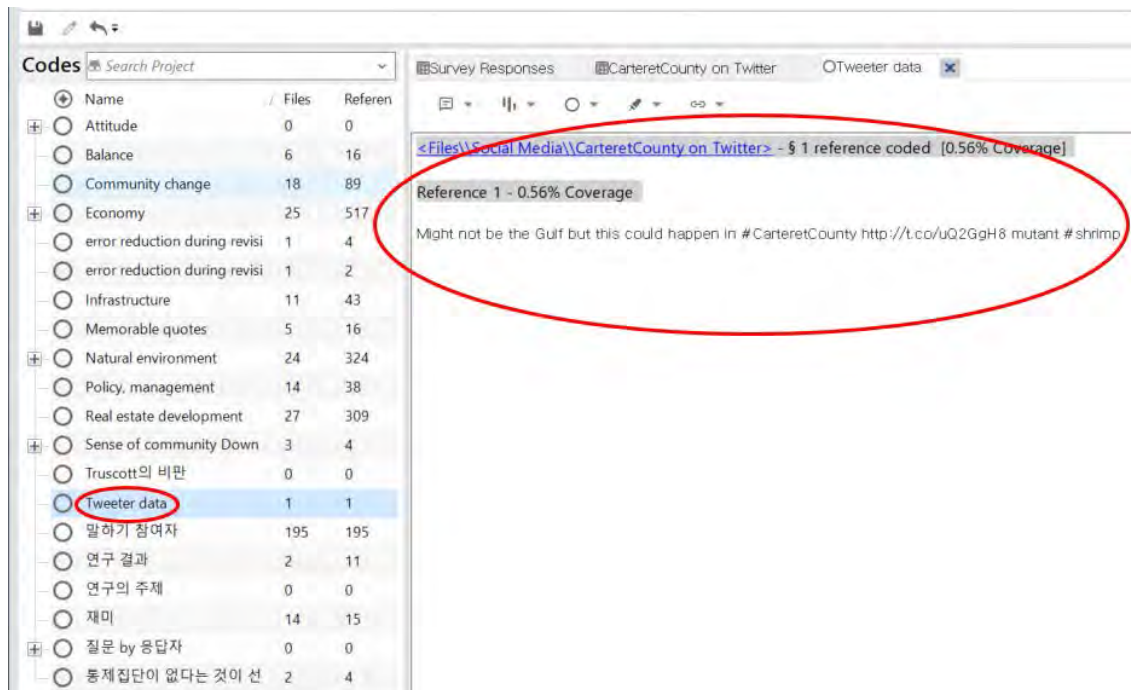 Codes Search Project
Name / Files Referen
Attitude 0 0
Balance 6 16
Community change 18 89
Economy 25 517
error reduction during revisi 1 4
error reduction during revisi 1 2
Infrastructure 11 43
Memorable quotes 5 16
Natural environment 24 324
Policy, management 14 38
Real estate development 27 309
Sense of community Down 3 4
Truscott의 비판 0 0
Tweeter data 1 1
말하기 참여자 195 195
연구 결과 2 11
연구의 주제 0 0
재미 14 15
질문 by 응답자 0 0
통제집단이 없다는 것이 선 2 4
Survey Responses CarteretCounty on Twitter Tweeter data
<Files\\Social Media\\CarteretCounty on Twitter> - § 1 reference coded [0.56% Coverage]
Reference 1 - 0.56% Coverage
Might not be the Gulf but this could happen in #CarteretCounty http://t.co/uQ2GgH8 mutant #shrimp